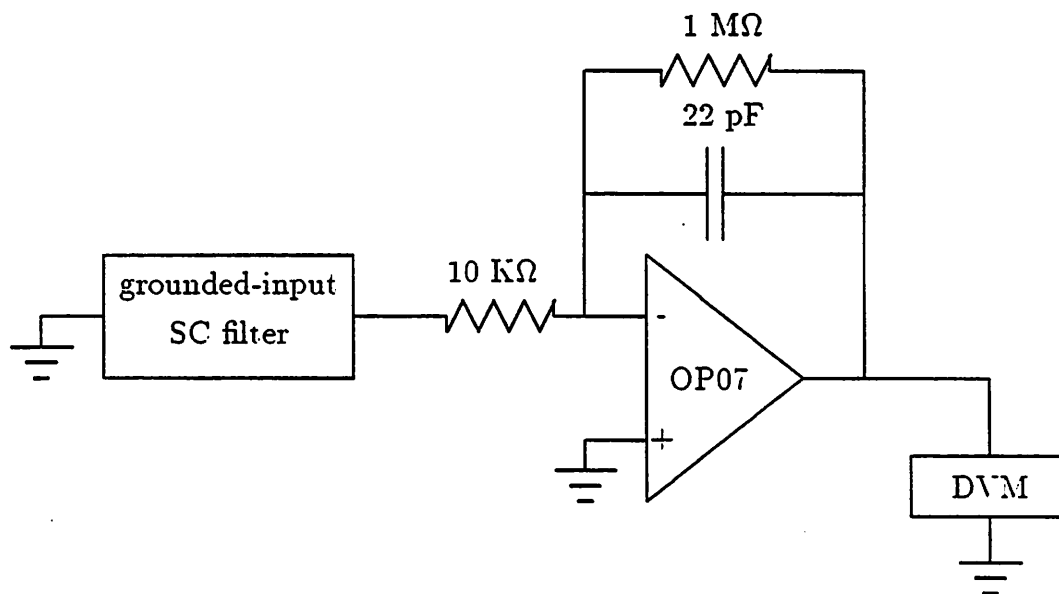 1 MΩ
22 pF
grounded-input
SC filter
10 KΩ
-
OP07
+
DVM